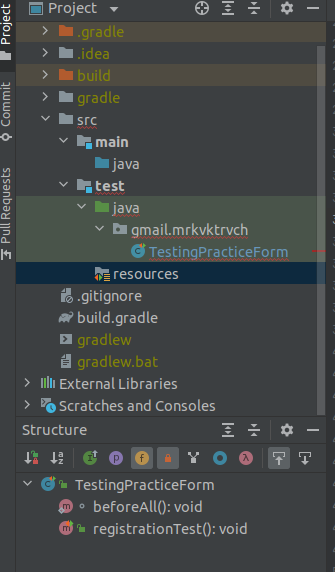 Project
Project
Commit
Pull Requests
.gradle
.idea
build
gradle
src
main
java
test
java
gmail.mrkvktrvch
TestingPracticeForm
resources
.gitignore
build.gradle
gradlew
gradlew.bat
External Libraries
Scratches and Consoles
Structure
TestingPracticeForm
beforeAll(): void
registrationTest(): void